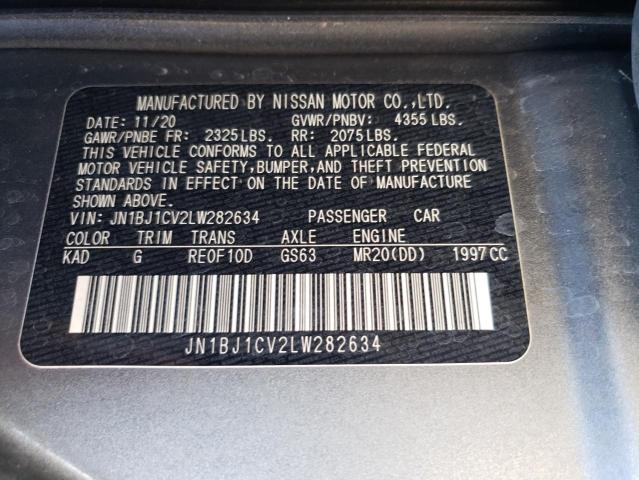 MANUFACTURED BY NISSAN MOTOR CO.,LTD.
DATE: 11/20 GVWR/PNBV: 4355 LBS.
GAWR/PNBE FR: 2325 LBS. RR: 2075 LBS.
THIS VEHICLE CONFORMS TO ALL APPLICABLE FEDERAL
MOTOR VEHICLE SAFETY,BUMPER,AND THEFT PREVENTION
STANDARDS IN EFFECT ON THE DATE OF MANUFACTURE
SHOWN ABOVE.
VIN: JN1BJ1CV2LW282634 PASSENGER CAR
COLOR TRIM TRANS AXLE ENGINE
KAD G RE0F10D GS63 MR20(DD) 1997CC
JN1BJ1CV2LW282634